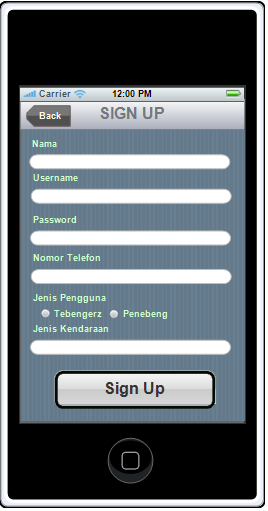 Carrier 12:00 PM
Back SIGN UP
Nama
Username
Password
Nomor Telefon
Jenis Pengguna
Tebengerz Penebeng
Jenis Kendaraan
Sign Up